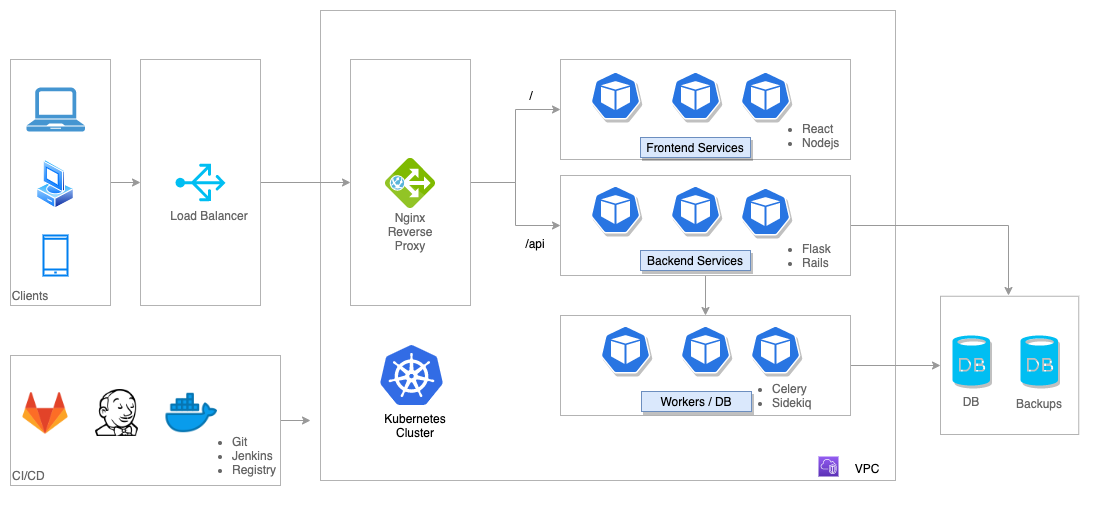 /
React
Nodejs
Frontend Services
Load Balancer
Nginx
Reverse
Proxy
/api
Flask
Rails
Backend Services
Clients
Kubernetes
Cluster
Celery
Sidekiq
Workers / DB
DB
DB
DB
Backups
Git
Jenkins
Registry
CI/CD
VPC